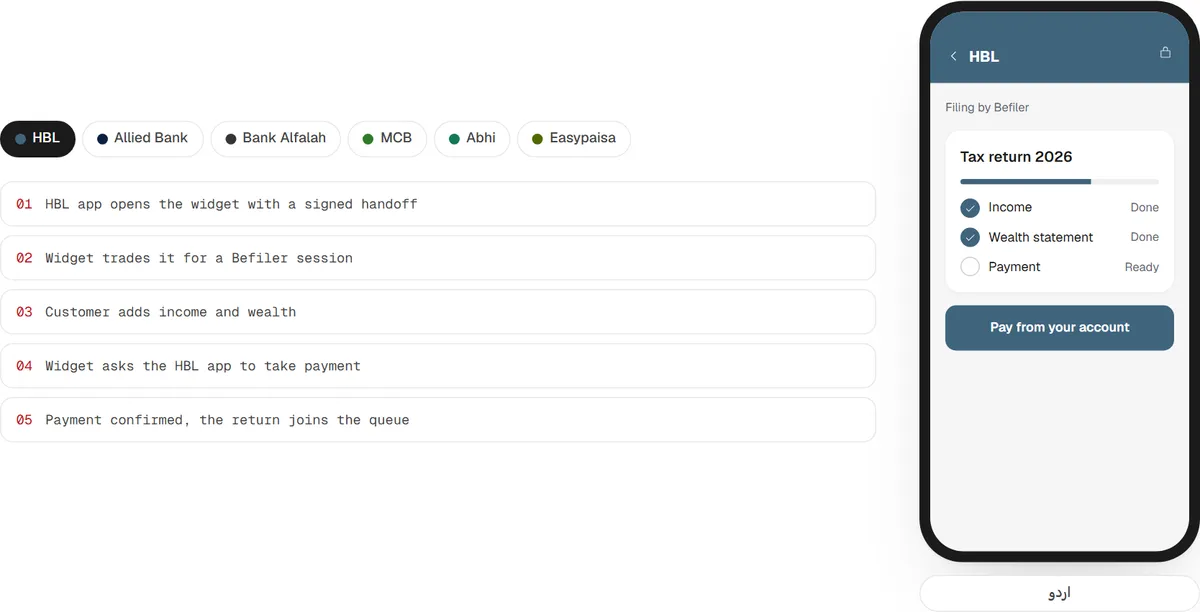 HBL
Allied Bank
Bank Alfalah
MCB
Abhi
Easypaisa
01 HBL app opens the widget with a signed handoff
02 Widget trades it for a Befiler session
03 Customer adds income and wealth
04 Widget asks the HBL app to take payment
05 Payment confirmed, the return joins the queue
HBL
Filing by Befiler
Tax return 2026
Income Done
Wealth statement Done
Payment Ready
Pay from your account
اردو